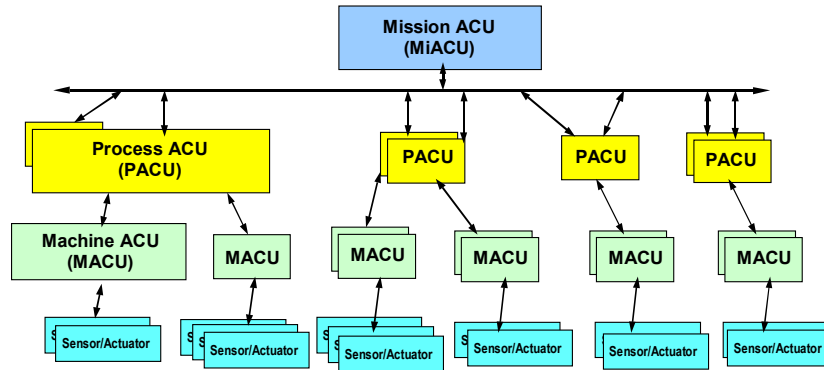 Mission ACU
(MiACU)
Process ACU
(PACU)
PACU
PACU
PACU
Machine ACU
(MACU)
MACU
MACU
MACU
MACU
MACU
Sensor/Actuator
Sensor/Actuator
Sensor/Actuator
Sensor/Actuator
Sensor/Actuator
Sensor/Actuator